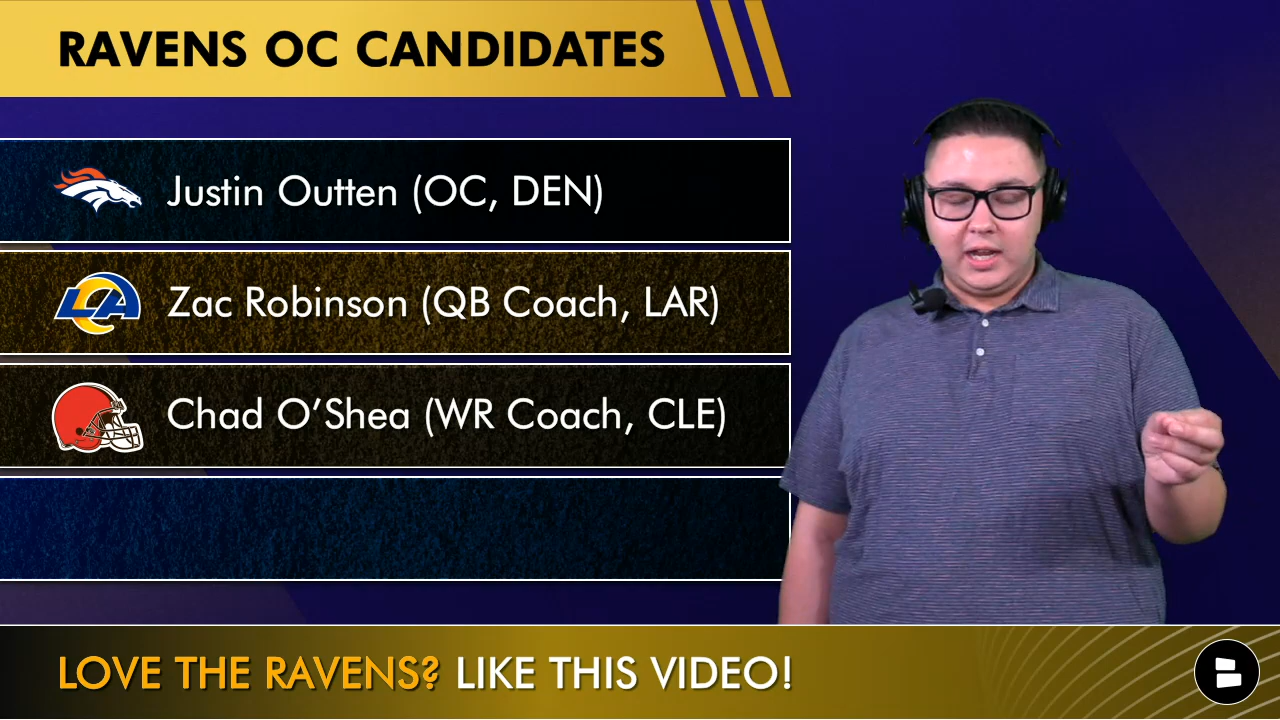 RAVENS OC CANDIDATES
Justin Outten (OC, DEN)
LA
Zac Robinson (QB Coach, LAR)
Chad O’Shea (WR Coach, CLE)
LOVE THE RAVENS? LIKE THIS VIDEO!